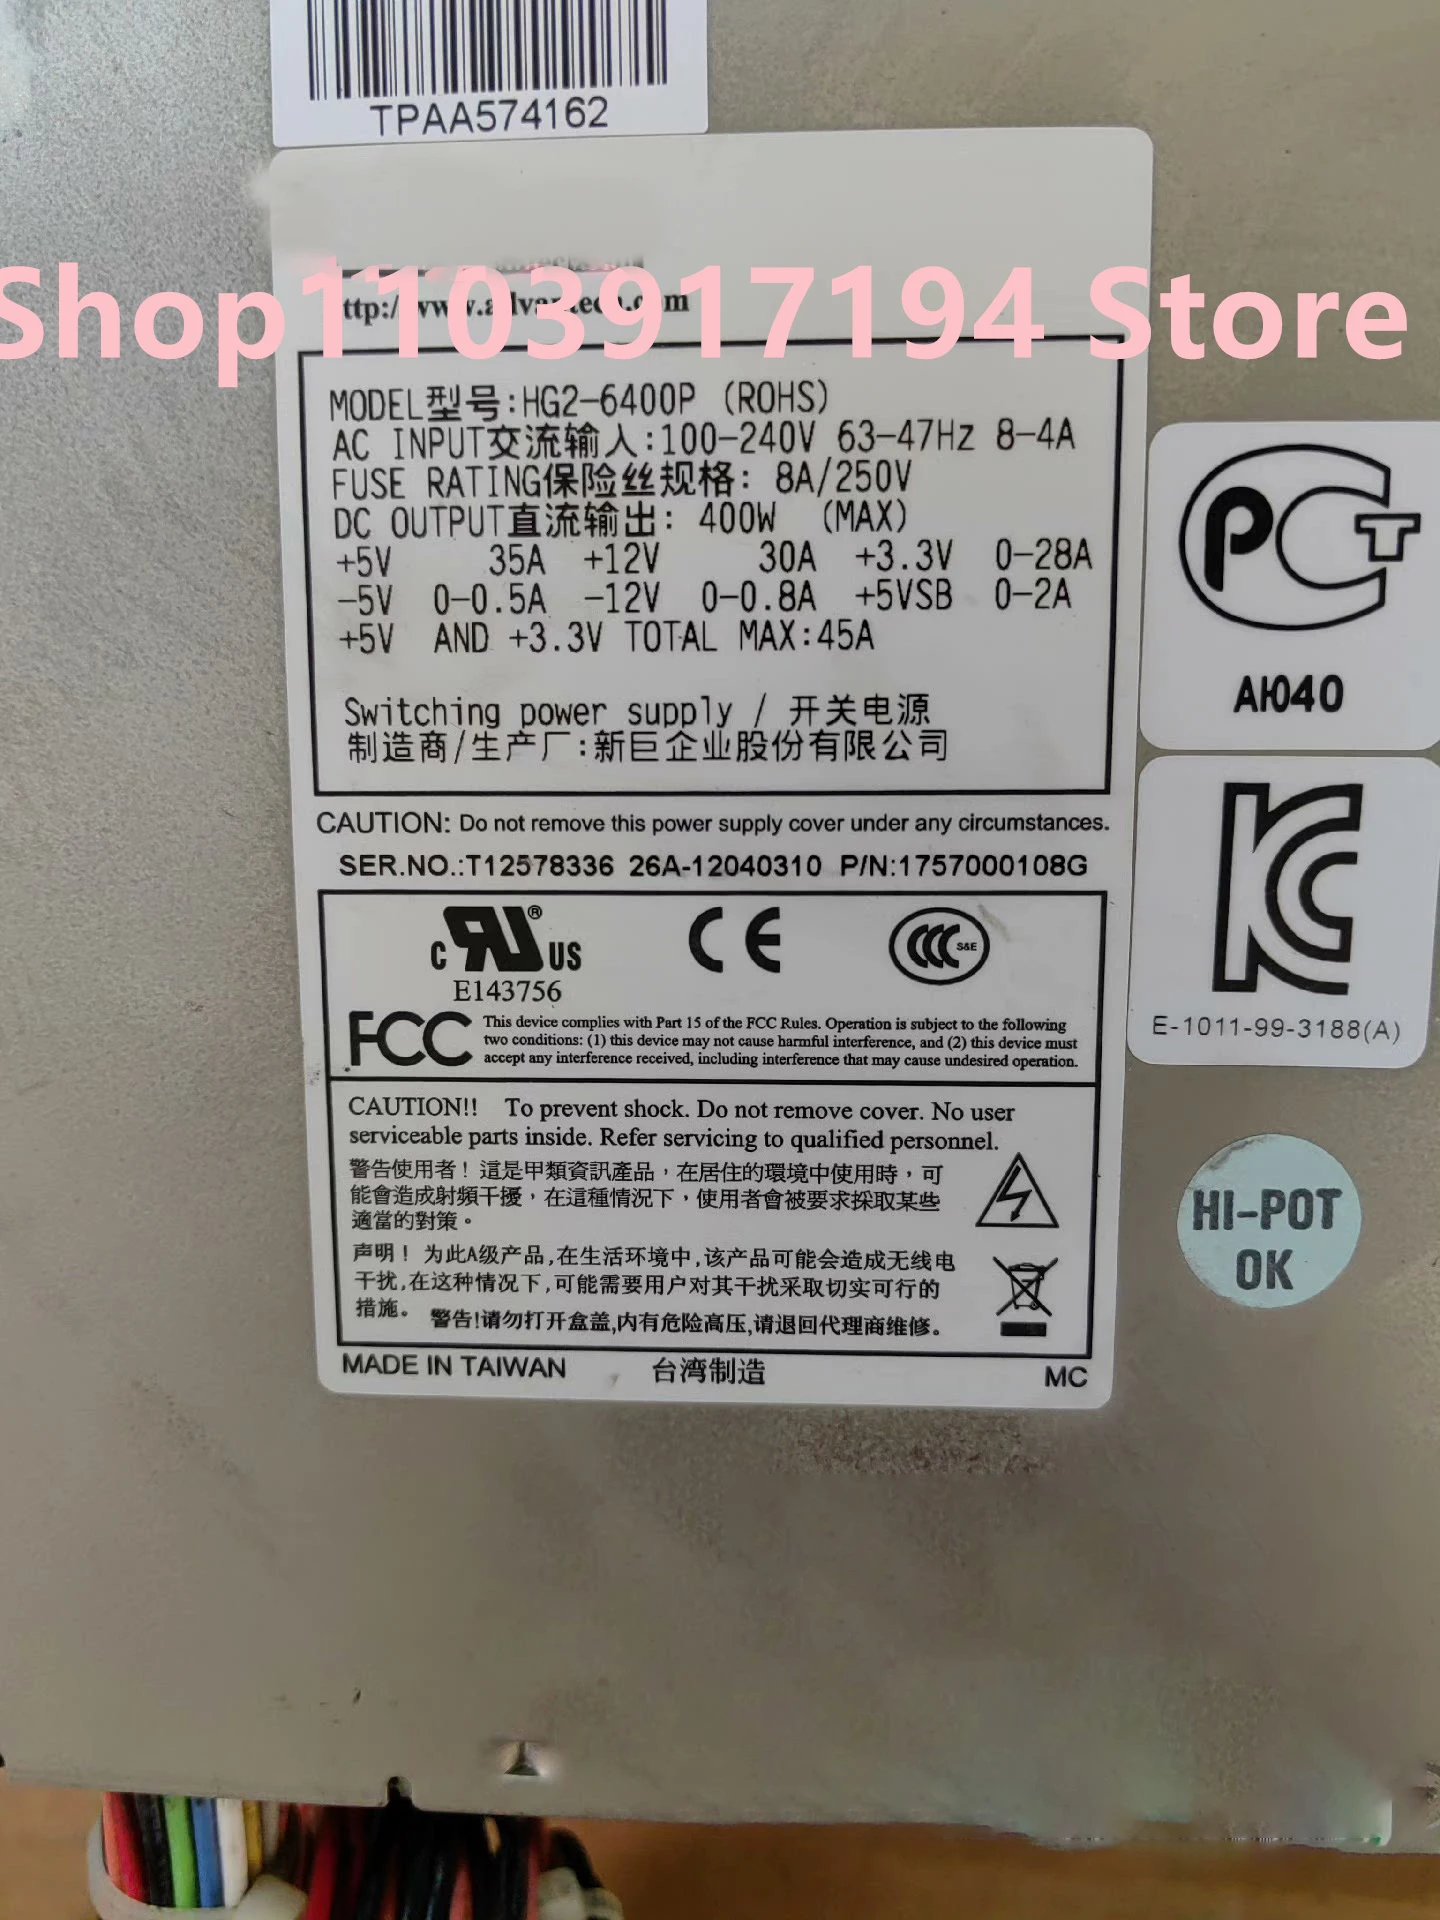 TPAA574162
Shop1103917194 Store
MODEL型号:HG2-6400P (ROHS)
AC INPUT交流输入:100-240V 63-47Hz 8-4A
FUSE RATING保险丝规格: 8A/250V
DC OUTPUT直流输出: 400W (MAX)
+5V 35A +12V 30A +3.3V 0-28A
-5V 0-0.5A -12V 0-0.8A +5VSB 0-2A
+5V AND +3.3V TOTAL MAX:45A
Switching power supply / 开关电源
制造商/生产厂:新巨企业股份有限公司
CAUTION: Do not remove this power supply cover under any circumstances.
SER.NO.:T12578336 26A-12040310 P/N:1757000108G
c RU ® US
E143756
CE
CCC S&E
FCC
This device complies with Part 15 of the FCC Rules. Operation is subject to the following
two conditions: (1) this device may not cause harmful interference, and (2) this device must
accept any interference received, including interference that may cause undesired operation.
CAUTION!! To prevent shock. Do not remove cover. No user
serviceable parts inside. Refer servicing to qualified personnel.
警告使用者！這是甲類資訊產品，在居住的環境中使用時，可
能會造成射頻干擾，在這種情況下，使用者會被要求採取某些
適當的對策。
声明！为此A级产品,在生活环境中,该产品可能会造成无线电
干扰,在这种情况下,可能需要用户对其干扰采取切实可行的
措施。 警告!请勿打开盒盖,内有危险高压,请退回代理商维修。
MADE IN TAIWAN 台湾制造 MC
PCT
АЮ40
KC
E-1011-99-3188(A)
HI-POT
OK